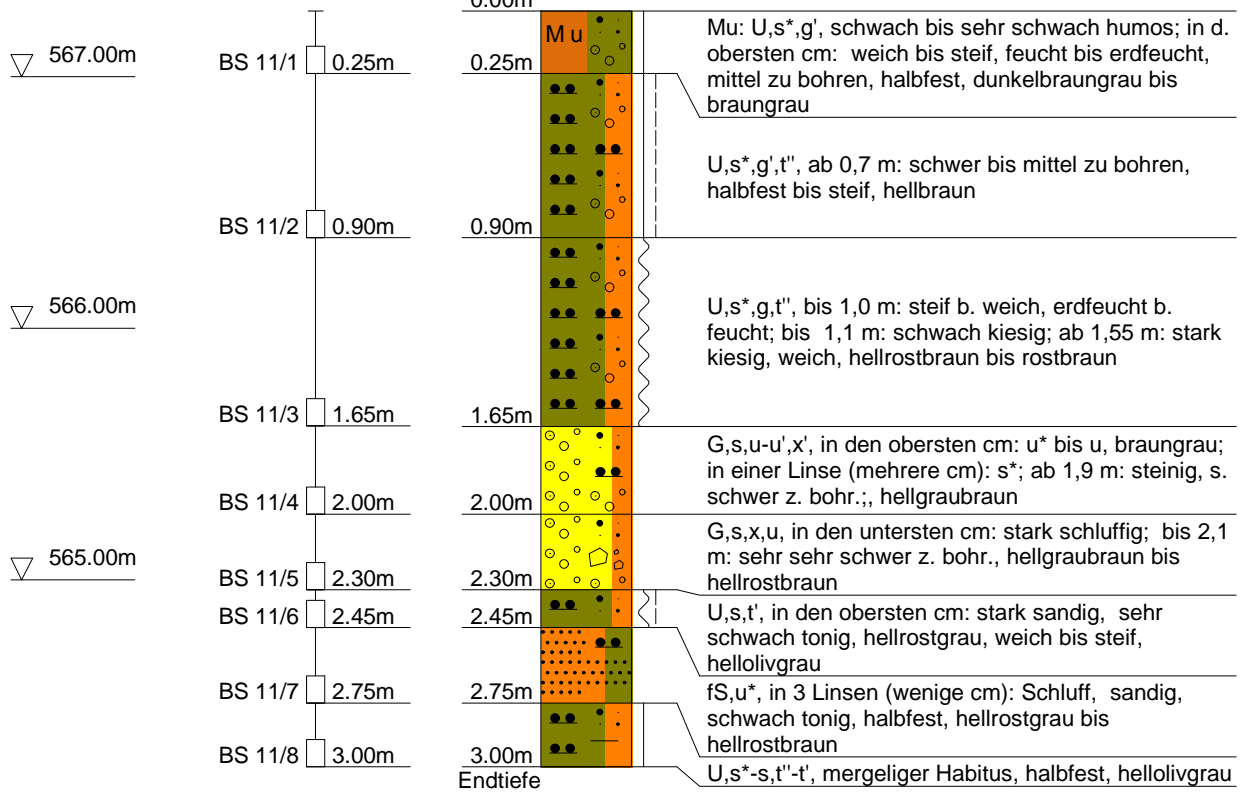 0.00m
567.00m
BS 11/1 0.25m
0.25m
M u
Mu: U,s*,g', schwach bis sehr schwach humos; in d.
obersten cm: weich bis steif, feucht bis erdfeucht,
mittel zu bohren, halbfest, dunkelbraungrau bis
braungrau
U,s*,g',t'', ab 0,7 m: schwer bis mittel zu bohren,
halbfest bis steif, hellbraun
BS 11/2 0.90m
0.90m
566.00m
U,s*,g,t'', bis 1,0 m: steif b. weich, erdfeucht b.
feucht; bis 1,1 m: schwach kiesig; ab 1,55 m: stark
kiesig, weich, hellrostbraun bis rostbraun
BS 11/3 1.65m
1.65m
G,s,u-u',x', in den obersten cm: u* bis u, braungrau;
in einer Linse (mehrere cm): s*; ab 1,9 m: steinig, s.
schwer z. bohr.;, hellgraubraun
BS 11/4 2.00m
2.00m
G,s,x,u, in den untersten cm: stark schluffig; bis 2,1
m: sehr sehr schwer z. bohr., hellgraubraun bis
hellrostbraun
565.00m
BS 11/5 2.30m
2.30m
BS 11/6 2.45m
2.45m
U,s,t', in den obersten cm: stark sandig, sehr
schwach tonig, hellrostgrau, weich bis steif,
hellolivgrau
BS 11/7 2.75m
2.75m
fS,u*, in 3 Linsen (wenige cm): Schluff, sandig,
schwach tonig, halbfest, hellrostgrau bis
hellrostbraun
BS 11/8 3.00m
3.00m
Endtiefe
U,s*-s,t''-t', mergeliger Habitus, halbfest, hellolivgrau